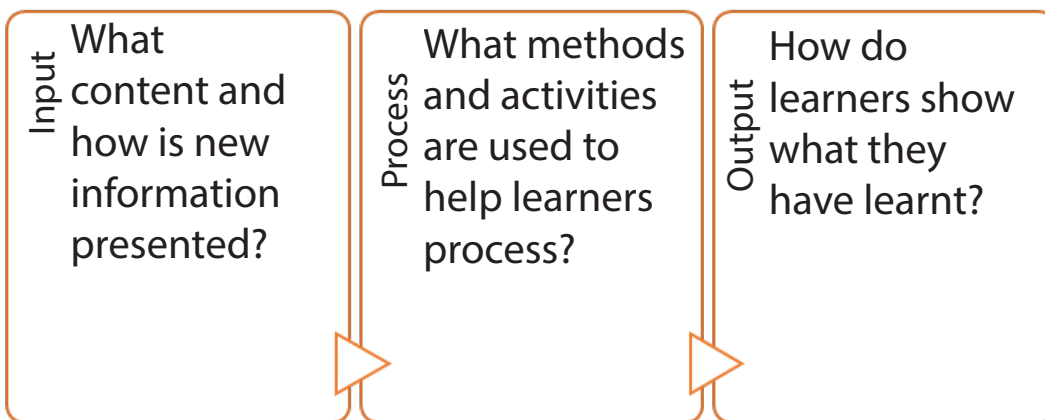 Input
What
content and
how is new
information
presented?
Process
What methods
and activities
are used to
help learners
process?
Output
How do
learners show
what they
have learnt?